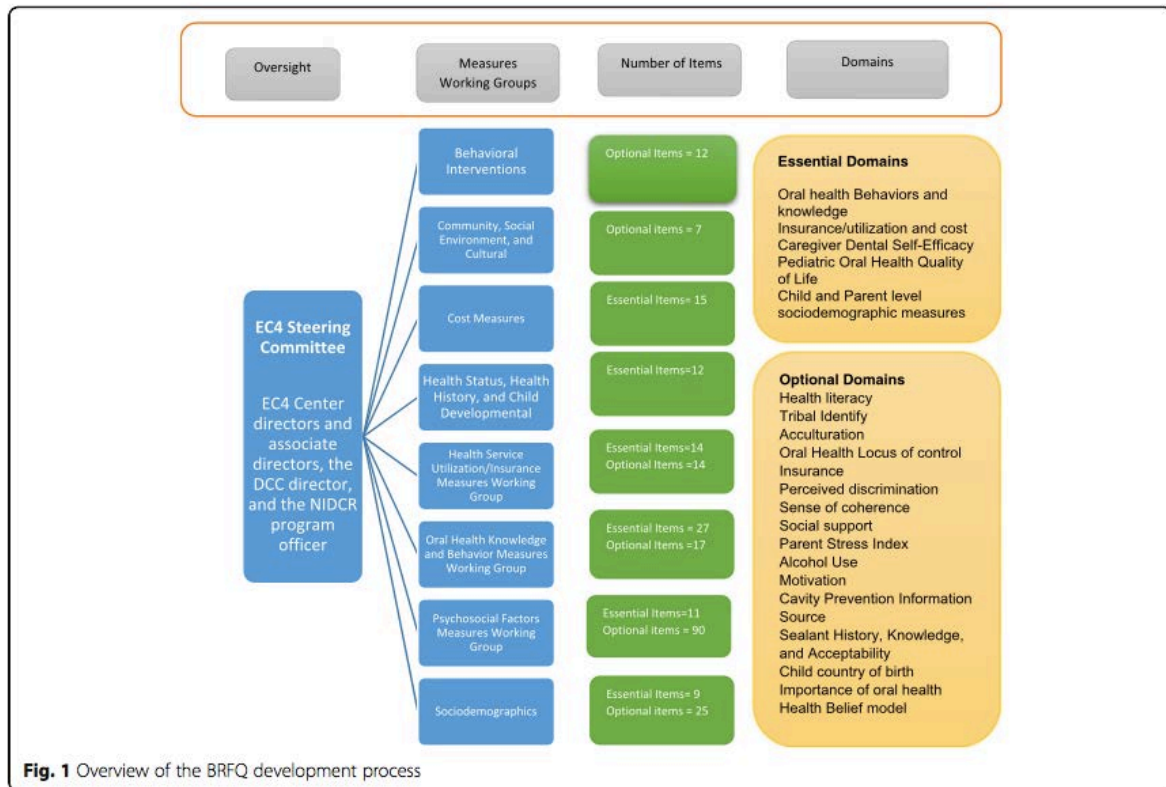 Oversight
Measures
Working Groups
Number of Items
Domains
EC4 Steering
Committee
EC4 Center
directors and
associate
directors, the
DCC director,
and the NIDCR
program
officer
Behavioral
Interventions
Optional Items = 12
Community, Social
Environment, and
Cultural
Optional items = 7
Cost Measures
Essential Items= 15
Health Status, Health
History, and Child
Developmental
Essential Items=12
Health Service
Utilization/Insurance
Measures Working Group
Essential Items=14
Optional Items =14
Oral Health Knowledge
and Behavior Measures
Working Group
Essential Items = 27
Optional Items =17
Psychosocial Factors
Measures Working
Group
Essential Items=11
Optional items = 90
Sociodemographics
Essential Items= 9
Optional items = 25
Essential Domains
Oral health Behaviors and
knowledge
Insurance/utilization and cost
Caregiver Dental Self-Efficacy
Pediatric Oral Health Quality
of Life
Child and Parent level
sociodemographic measures
Optional Domains
Health literacy
Tribal Identify
Acculturation
Oral Health Locus of control
Insurance
Perceived discrimination
Sense of coherence
Social support
Parent Stress Index
Alcohol Use
Motivation
Cavity Prevention Information
Source
Sealant History, Knowledge,
and Acceptability
Child country of birth
Importance of oral health
Health Belief model
Fig. 1 Overview of the BRFQ development process